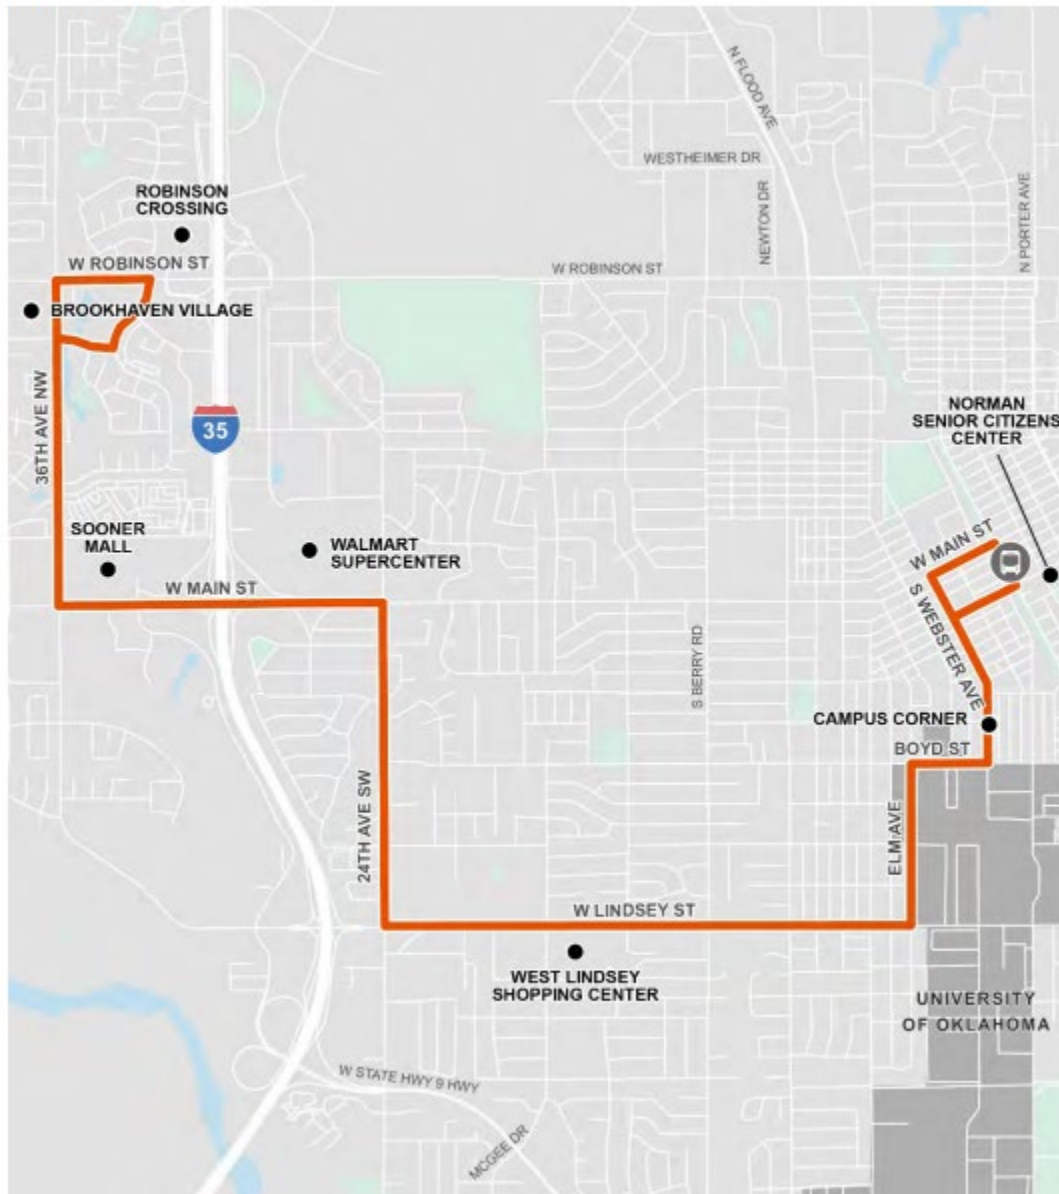 N FLOOD AVE
WESTHEIMER DR
NEWTON DR
N PORTER AVE
ROBINSON
CROSSING
W ROBINSON ST
W ROBINSON ST
BROOKHAVEN VILLAGE
36TH AVE NW
35
NORMAN
SENIOR CITIZENS
CENTER
SOONER
MALL
WALMART
SUPERCENTER
W MAIN ST
W MAIN ST
S WEBSTER AVE
S BERRY RD
CAMPUS CORNER
BOYD ST
24TH AVE SW
ELM AVE
W LINDSEY ST
WEST LINDSEY
SHOPPING CENTER
UNIVERSITY
OF OKLAHOMA
W STATE HWY 9 HWY
MCGEE DR